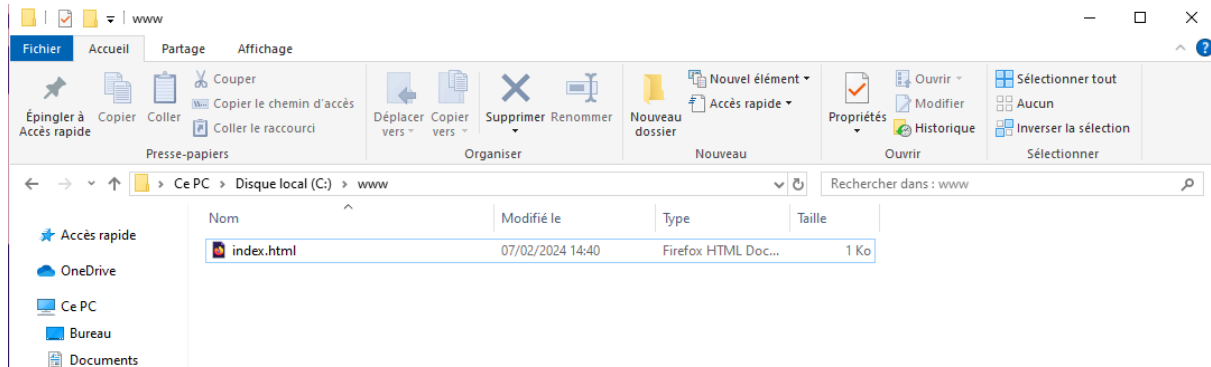 www
Fichier Accueil Partage Affichage
Épingler à Accès rapide
Copier
Coller
Couper
Copier le chemin d'accès
Coller le raccourci
Presse-papiers
Déplacer vers
Copier vers
Supprimer
Renommer
Organiser
Nouveau dossier
Nouvel élément
Accès rapide
Nouveau
Propriétés
Ouvrir
Modifier
Historique
Ouvrir
Sélectionner tout
Aucun
Inverser la sélection
Sélectionner
Ce PC > Disque local (C:) > www
Rechercher dans : www
Nom Modifié le Type Taille
index.html 07/02/2024 14:40 Firefox HTML Doc... 1 Ko
Accès rapide
OneDrive
Ce PC
Bureau
Documents